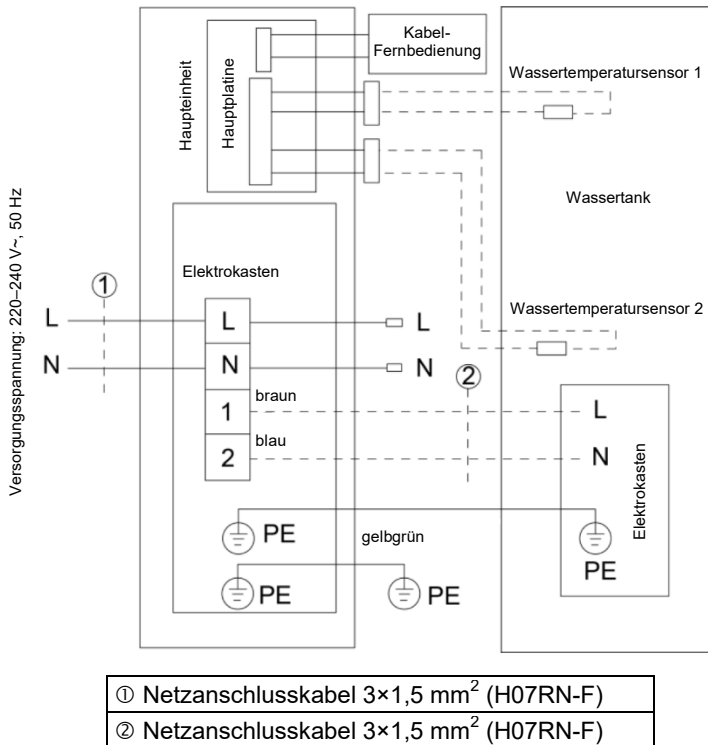 Kabel-
Fernbedienung
Haupteinheit
Hauptplatine
Wassertemperatursensor 1
Wassertank
Versorgungsspannung: 220–240 V~, 50 Hz
Elektrokasten
①
L
L
L
N
N
N
Wassertemperatursensor 2
②
1
braun
L
2
blau
N
Elektrokasten
PE
gelbgrün
PE
PE
PE
① Netzanschlusskabel 3×1,5 mm² (H07RN-F)
② Netzanschlusskabel 3×1,5 mm² (H07RN-F)